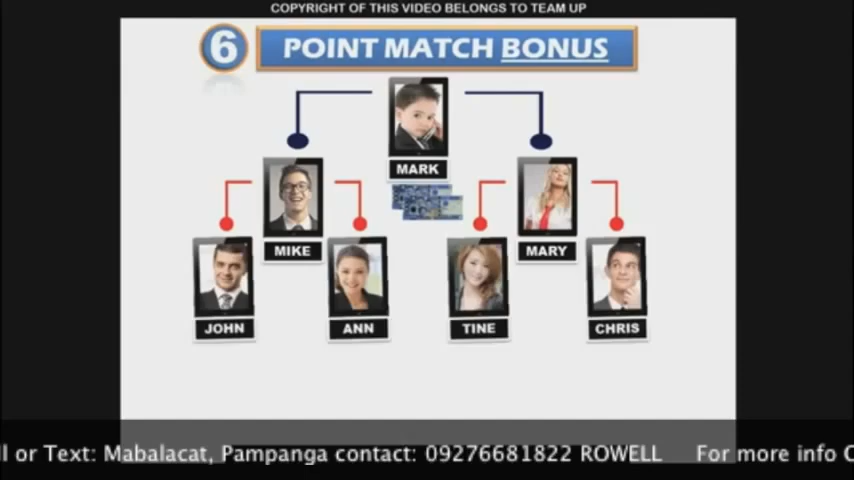 COPYRIGHT OF THIS VIDEO BELONGS TO TEAM UP
6 POINT MATCH BONUS
MARK
MIKE
MARY
JOHN
ANN
TINE
CHRIS
ll or Text: Mabalacat, Pampanga contact: 09276681822 ROWELL For more info C